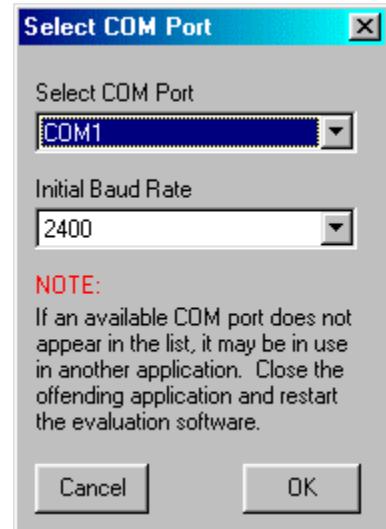 Select COM Port
Select COM Port
COM1
Initial Baud Rate
2400
NOTE:
If an available COM port does not
appear in the list, it may be in use
in another application.  Close the
offending application and restart
the evaluation software.
Cancel OK